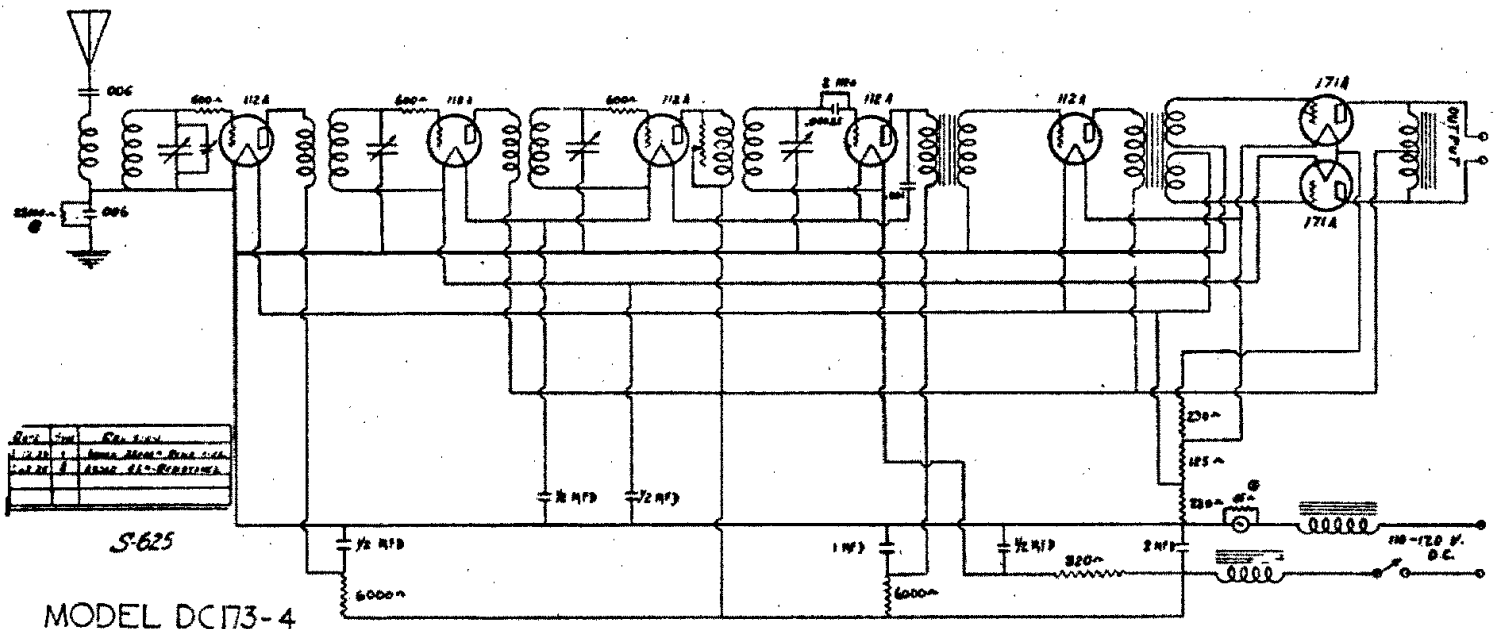 006
600~
112A
600~
112A
600~
112A
2 MEG
.00025
112A
112A
171A
171A
OUTPUT
006
.001
230~
125~
230~
½ MFD
1/2 MFD
½ MFD
1 MFD
½ MFD
2 MFD
320~
6000~
6000~
110-120 V.
D.C.
S-625
MODEL DC173-4